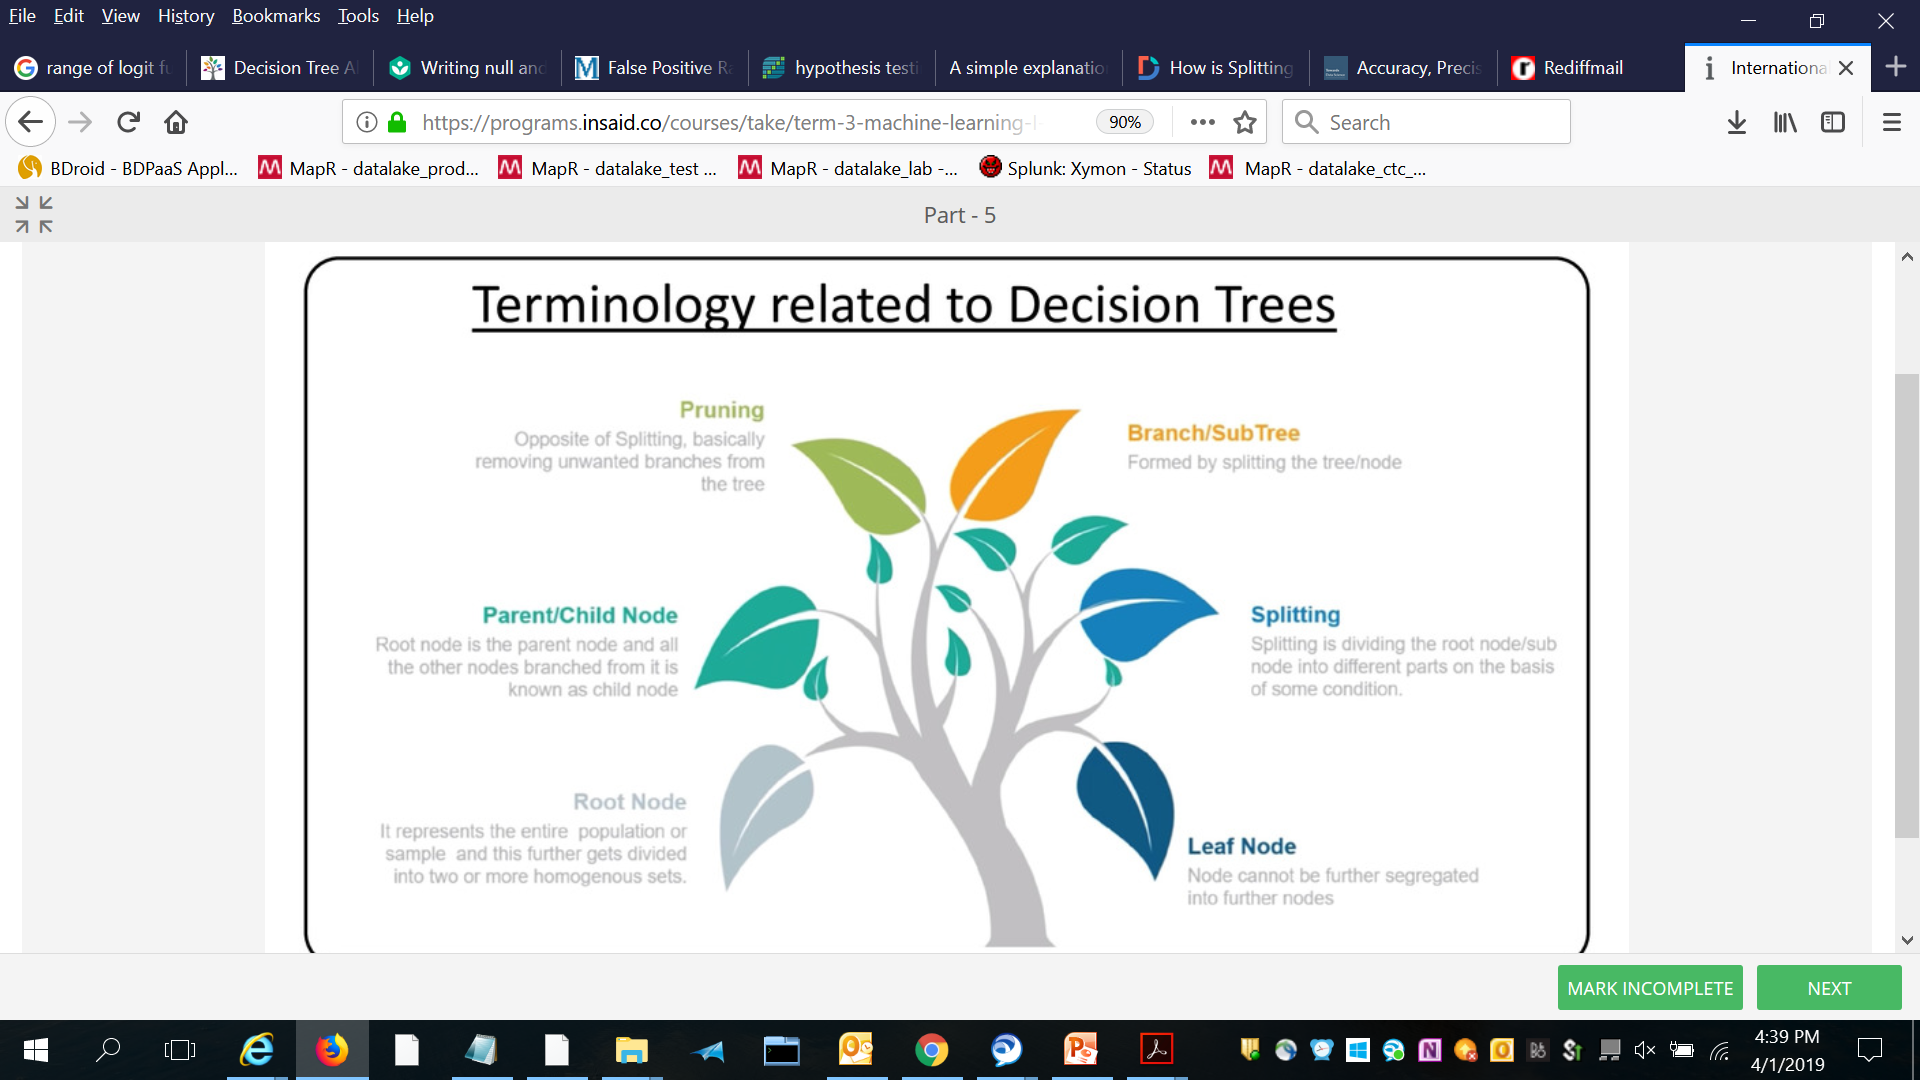 File Edit View History Bookmarks Tools Help
range of logit fu
Decision Tree Al
Writing null and
False Positive Ra
hypothesis testi
A simple explanation
How is Splitting
Accuracy, Precis
Rediffmail
Internationa
https://programs.insaid.co/courses/take/term-3-machine-learning-l
90%
Search
BDroid - BDPaaS Appl...
MapR - datalake_prod...
MapR - datalake_test ...
MapR - datalake_lab -...
Splunk: Xymon - Status
MapR - datalake_ctc_...
Part - 5
Terminology related to Decision Trees
Pruning
Opposite of Splitting, basically
removing unwanted branches from
the tree
Branch/SubTree
Formed by splitting the tree/node
Parent/Child Node
Root node is the parent node and all
the other nodes branched from it is
known as child node
Splitting
Splitting is dividing the root node/sub
node into different parts on the basis
of some condition.
Root Node
It represents the entire population or
sample and this further gets divided
into two or more homogenous sets.
Leaf Node
Node cannot be further segregated
into further nodes
MARK INCOMPLETE
NEXT
4:39 PM
4/1/2019